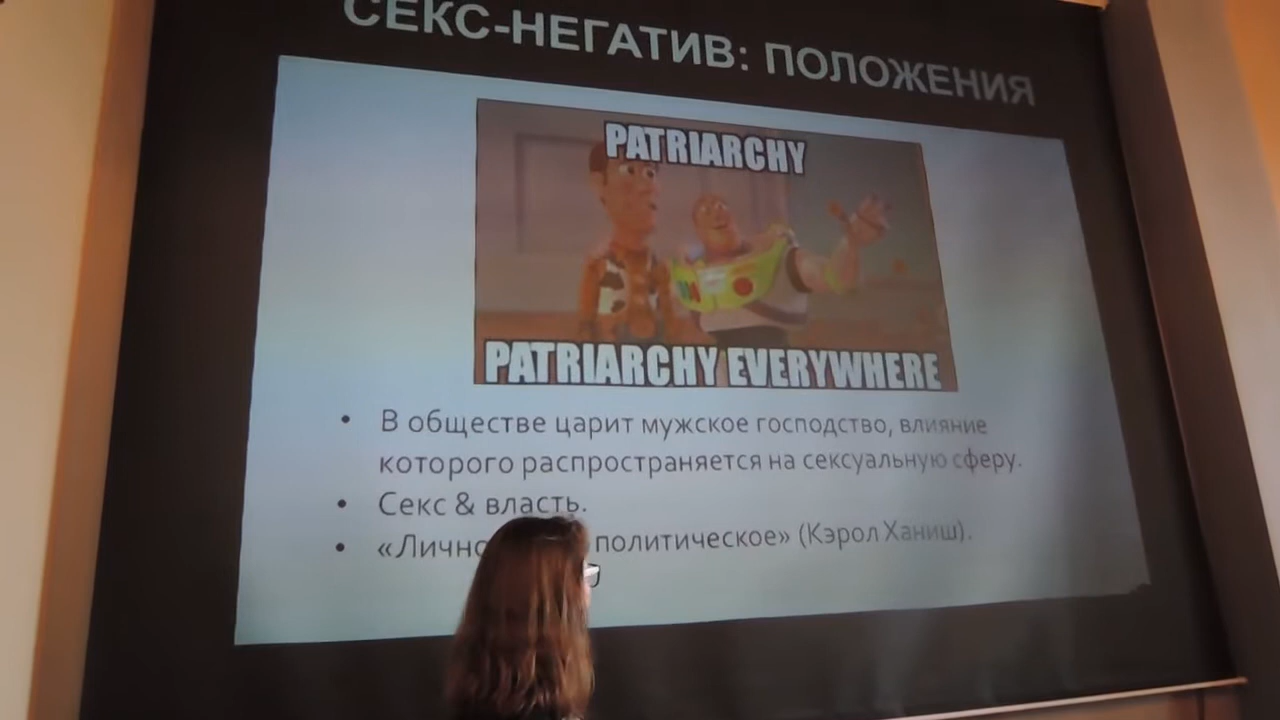 СЕКС-НЕГАТИВ: ПОЛОЖЕНИЯ
PATRIARCHY
PATRIARCHY EVERYWHERE
• В обществе царит мужское господство, влияние
которого распространяется на сексуальную сферу.
• Секс & власть.
• «Лично политическое» (Кэрол Ханиш).